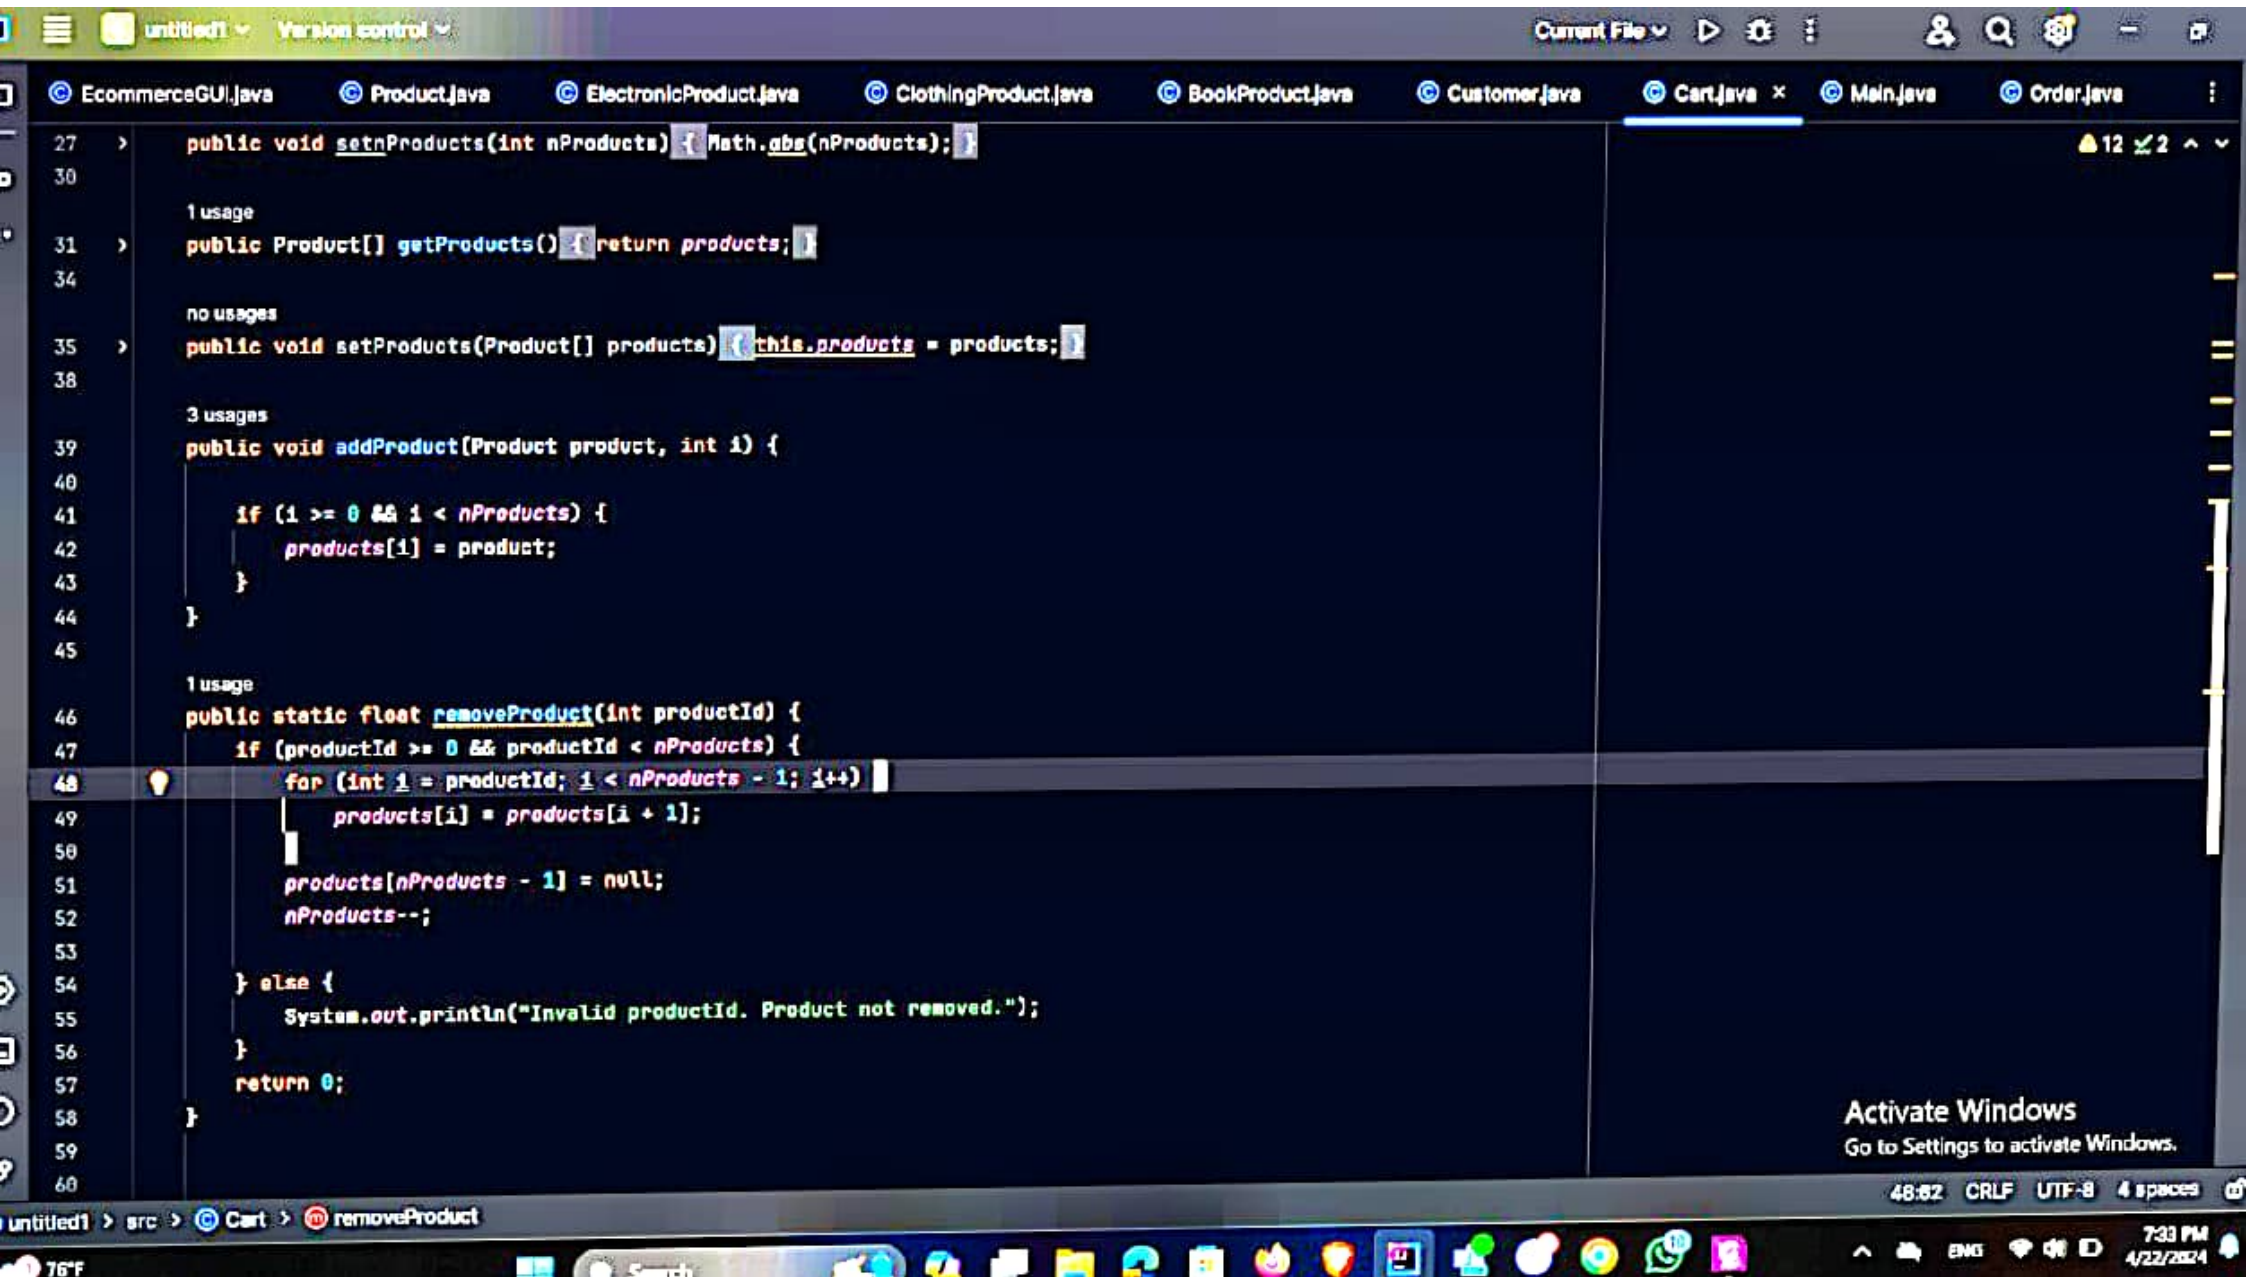 untitled1 Version control Current File
EcommerceGUI.java Product.java ElectronicProduct.java ClothingProduct.java BookProduct.java Customer.java Cart.java × Main.java Order.java
27 public void setnProducts(int nProducts) { Math.abs(nProducts); }
12 2
30
1 usage
31 public Product[] getProducts() { return products; }
34
no usages
35 public void setProducts(Product[] products) { this.products = products; }
38
3 usages
39 public void addProduct(Product product, int i) {
40
41 if (i >= 0 && i < nProducts) {
42 products[i] = product;
43 }
44 }
45
1 usage
46 public static float removeProduct(int productId) {
47 if (productId >= 0 && productId < nProducts) {
48 for (int i = productId; i < nProducts - 1; i++)
49 products[i] = products[i + 1];
50
51 products[nProducts - 1] = null;
52 nProducts--;
53
54 } else {
55 System.out.println("Invalid productId. Product not removed.");
56 }
57 return 0;
58 }
59
60
Activate Windows
Go to Settings to activate Windows.
48:62 CRLF UTF-8 4 spaces
untitled1 > src > Cart > removeProduct
76°F Search ENG 7:33 PM
4/22/2024